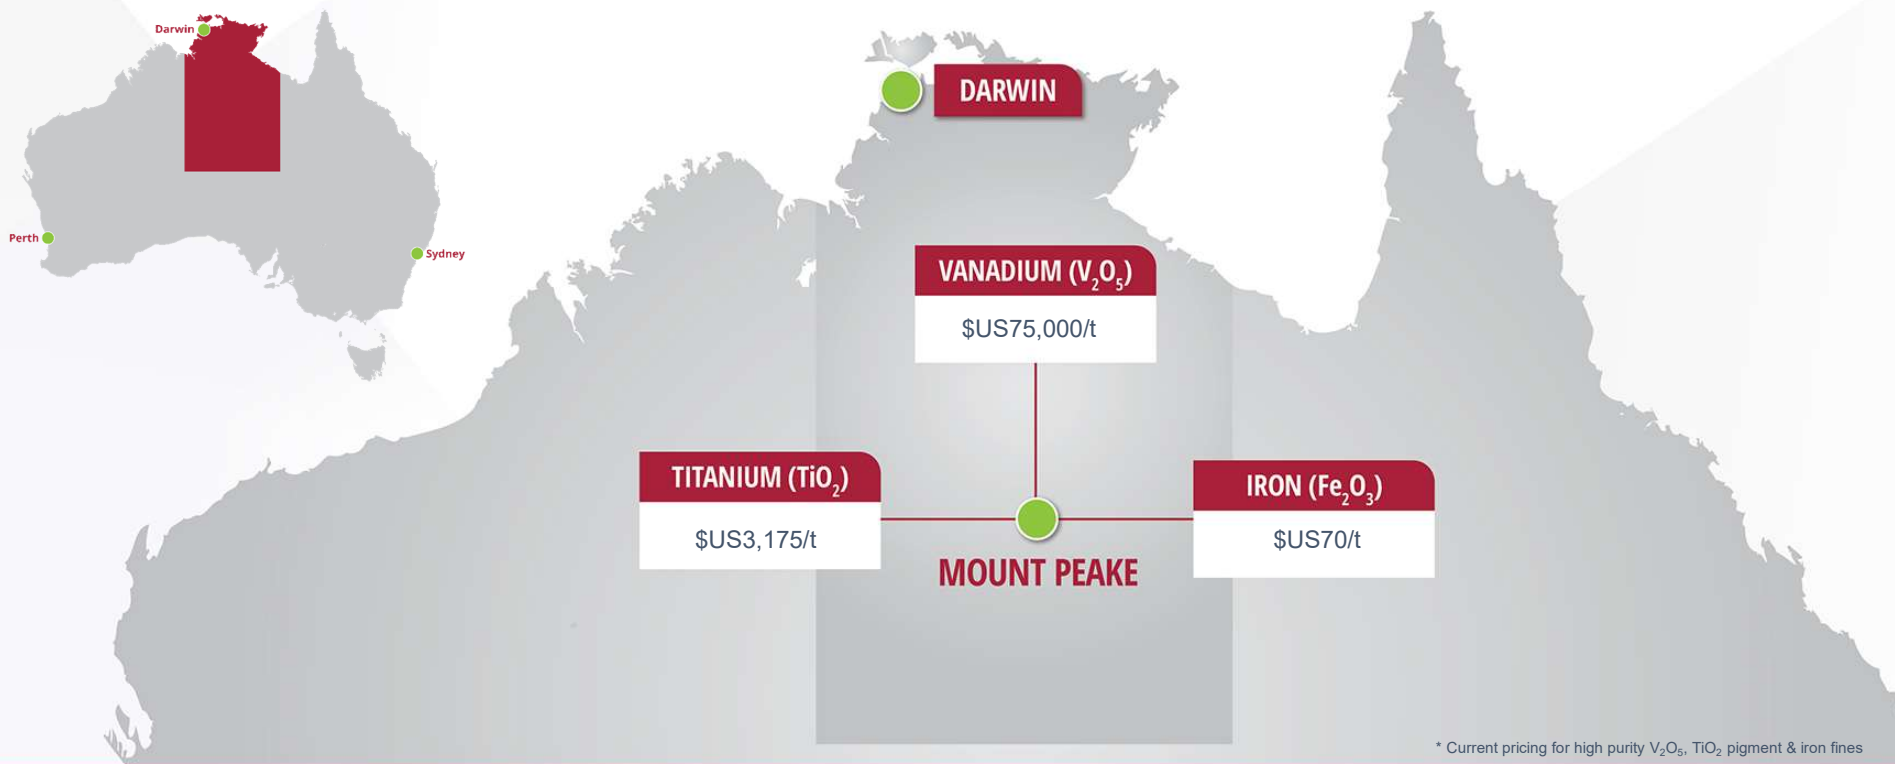 Darwin
Perth
Sydney
DARWIN
VANADIUM (V₂O₅)
$US75,000/t
TITANIUM (TiO₂)
$US3,175/t
IRON (Fe₂O₃)
$US70/t
MOUNT PEAKE
* Current pricing for high purity V₂O₅, TiO₂ pigment & iron fines